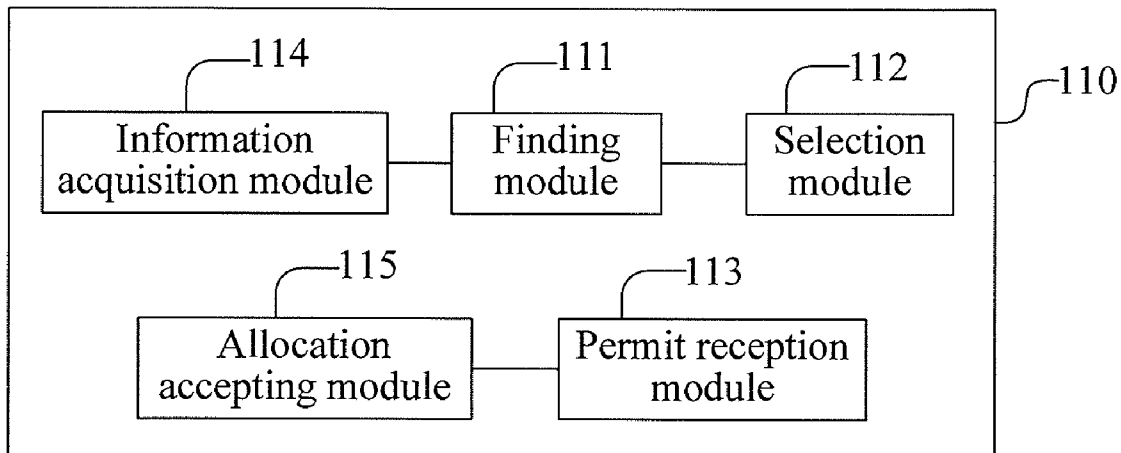 114
111
112
110
Information
acquisition module
Finding
module
Selection
module
115
113
Allocation
accepting module
Permit reception
module